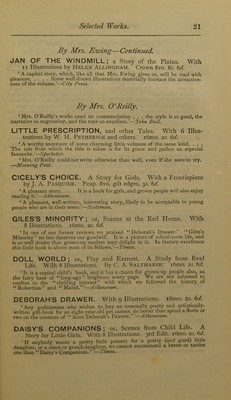 Selected Works. 21
By Mrs. Ewing—Continued.
JAN OF THE WINDMILL; a Story of the Plains. With
11 Illustrations by HELEN ALLINGHAM. Crown 8vo. 8s. 6d.
'A capital story, which, like all that Mrs. Ewing gives us, will be read with
pleasure, . . . . Some well-drawn illustrations materially increase the attractive-
ness of the volume.'—City Press.
By Mrs. O'Reilly.
'Mrs. O'Reilly's works need no commendation . . . the style is so good, the
narrative so engrossing, and the tone so excellent.'—John Bull.
LITTLE PRESCRIPTION, and other Tales. With 6 Illus-
trations by W. H. PETHERICK and others. 16mo. 2s. 6d.
'A worthy successor of some charming little volumes of the same kind. . . .
The tale from which the title is taken is for its grace and pathos an especial
favourite.'—Spectator.
'Mrs. O'Reilly could not write otherwise than well, even if she were to try.
—Morning Post.
CICELY'S CHOICE. A Story for Girls. With a Frontispiece
by J. A. PASQUIER. Fcap. 8vo. gilt edges, 3s. 6d.
'A pleasant story. . . . It is a book for girls, and grown people will also enjoy
reading it.'—Athenæum.
'A pleasant, well-written, interesting story, likely to be acceptable to young
people who are in their teens.'—Scotsman.
GILES'S MINORITY; or, Scenes at the Red House. With
8 Illustrations. 16mo. 2s. 6d.
'In one of our former reviews we praised "Deborah's Drawer." "Giles's
Minority" no less deserves our goodwill. It is a picture of school-room life, and
is so well drawn that grown-up readers may delight in it. In literary excellence
this little book is above most of its fellows.'—Times.
DOLL WORLD; or, Play and Earnest. A Study from Real
Life. With 8 Illustrations. By C. A. SALTMARSH. 16mo. 2s. 6d.
'It is a capital child's book, and it has a charm for grown-up people also, as
the fairy haze of "long-ago" brightens every page. We are not ashamed to
confess to the "thrilling interest" with which we followed the history of
"Robertina" and "Mabel."'—Athenæum.
DEBORAH'S DRAWER. With 9 Illustrations. 16mo. 2s. 6d.
'Any godmamma who wishes to buy an unusually pretty and artistically-
written gift-book for an eight-year-old pet cannot do better than spend a florin or
two on the contents of "Aunt Deborah's Drawer."'—Athenæum.
DAISY'S COMPANIONS; or, Scenes from Child Life. A
Story for Little Girls. With 8 Illustrations. 3rd Edit. 16mo. 2s. 6d.
'If anybody wants a pretty little present for a pretty (and good) little
daughter, or a niece or grand-daughter, we cannot recommend a better or tastier
one than "Daisy's Companions."'—Times.